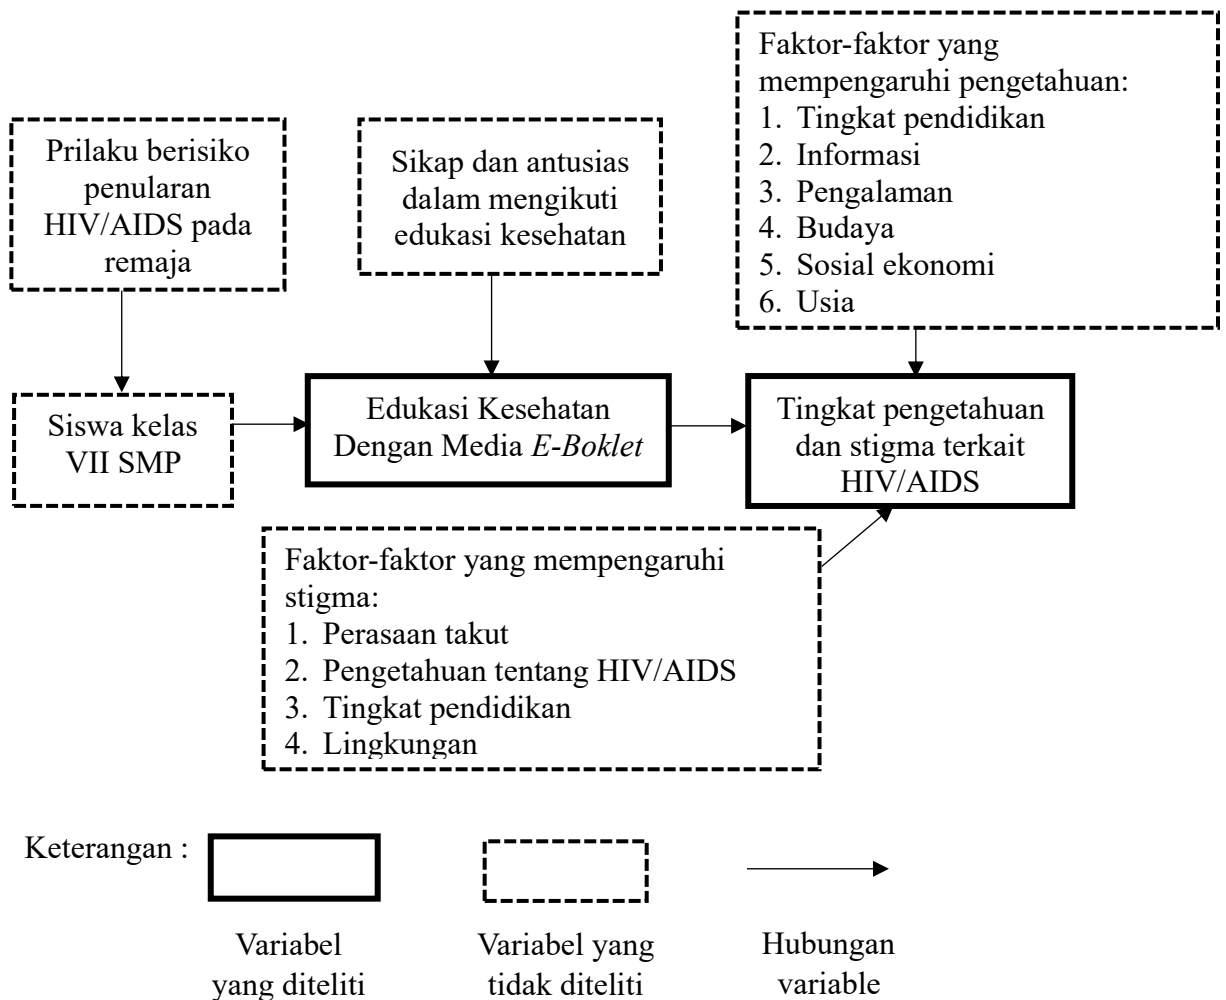 Faktor-faktor yang
mempengaruhi pengetahuan:
1. Tingkat pendidikan
2. Informasi
3. Pengalaman
4. Budaya
5. Sosial ekonomi
6. Usia
Prilaku berisiko
penularan
HIV/AIDS pada
remaja
Sikap dan antusias
dalam mengikuti
edukasi kesehatan
Siswa kelas
VII SMP
Edukasi Kesehatan
Dengan Media E-Boklet
Tingkat pengetahuan
dan stigma terkait
HIV/AIDS
Faktor-faktor yang mempengaruhi
stigma:
1. Perasaan takut
2. Pengetahuan tentang HIV/AIDS
3. Tingkat pendidikan
4. Lingkungan
Keterangan :
Variabel
yang diteliti
Variabel yang
tidak diteliti
Hubungan
variable